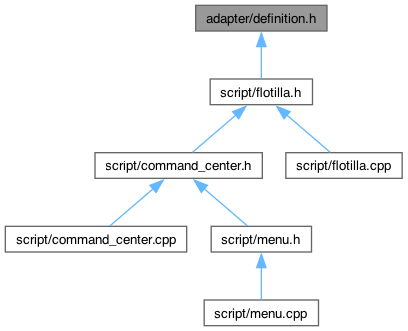 adapter/definition.h
script/flotilla.h
script/command_center.h
script/flotilla.cpp
script/command_center.cpp
script/menu.h
script/menu.cpp